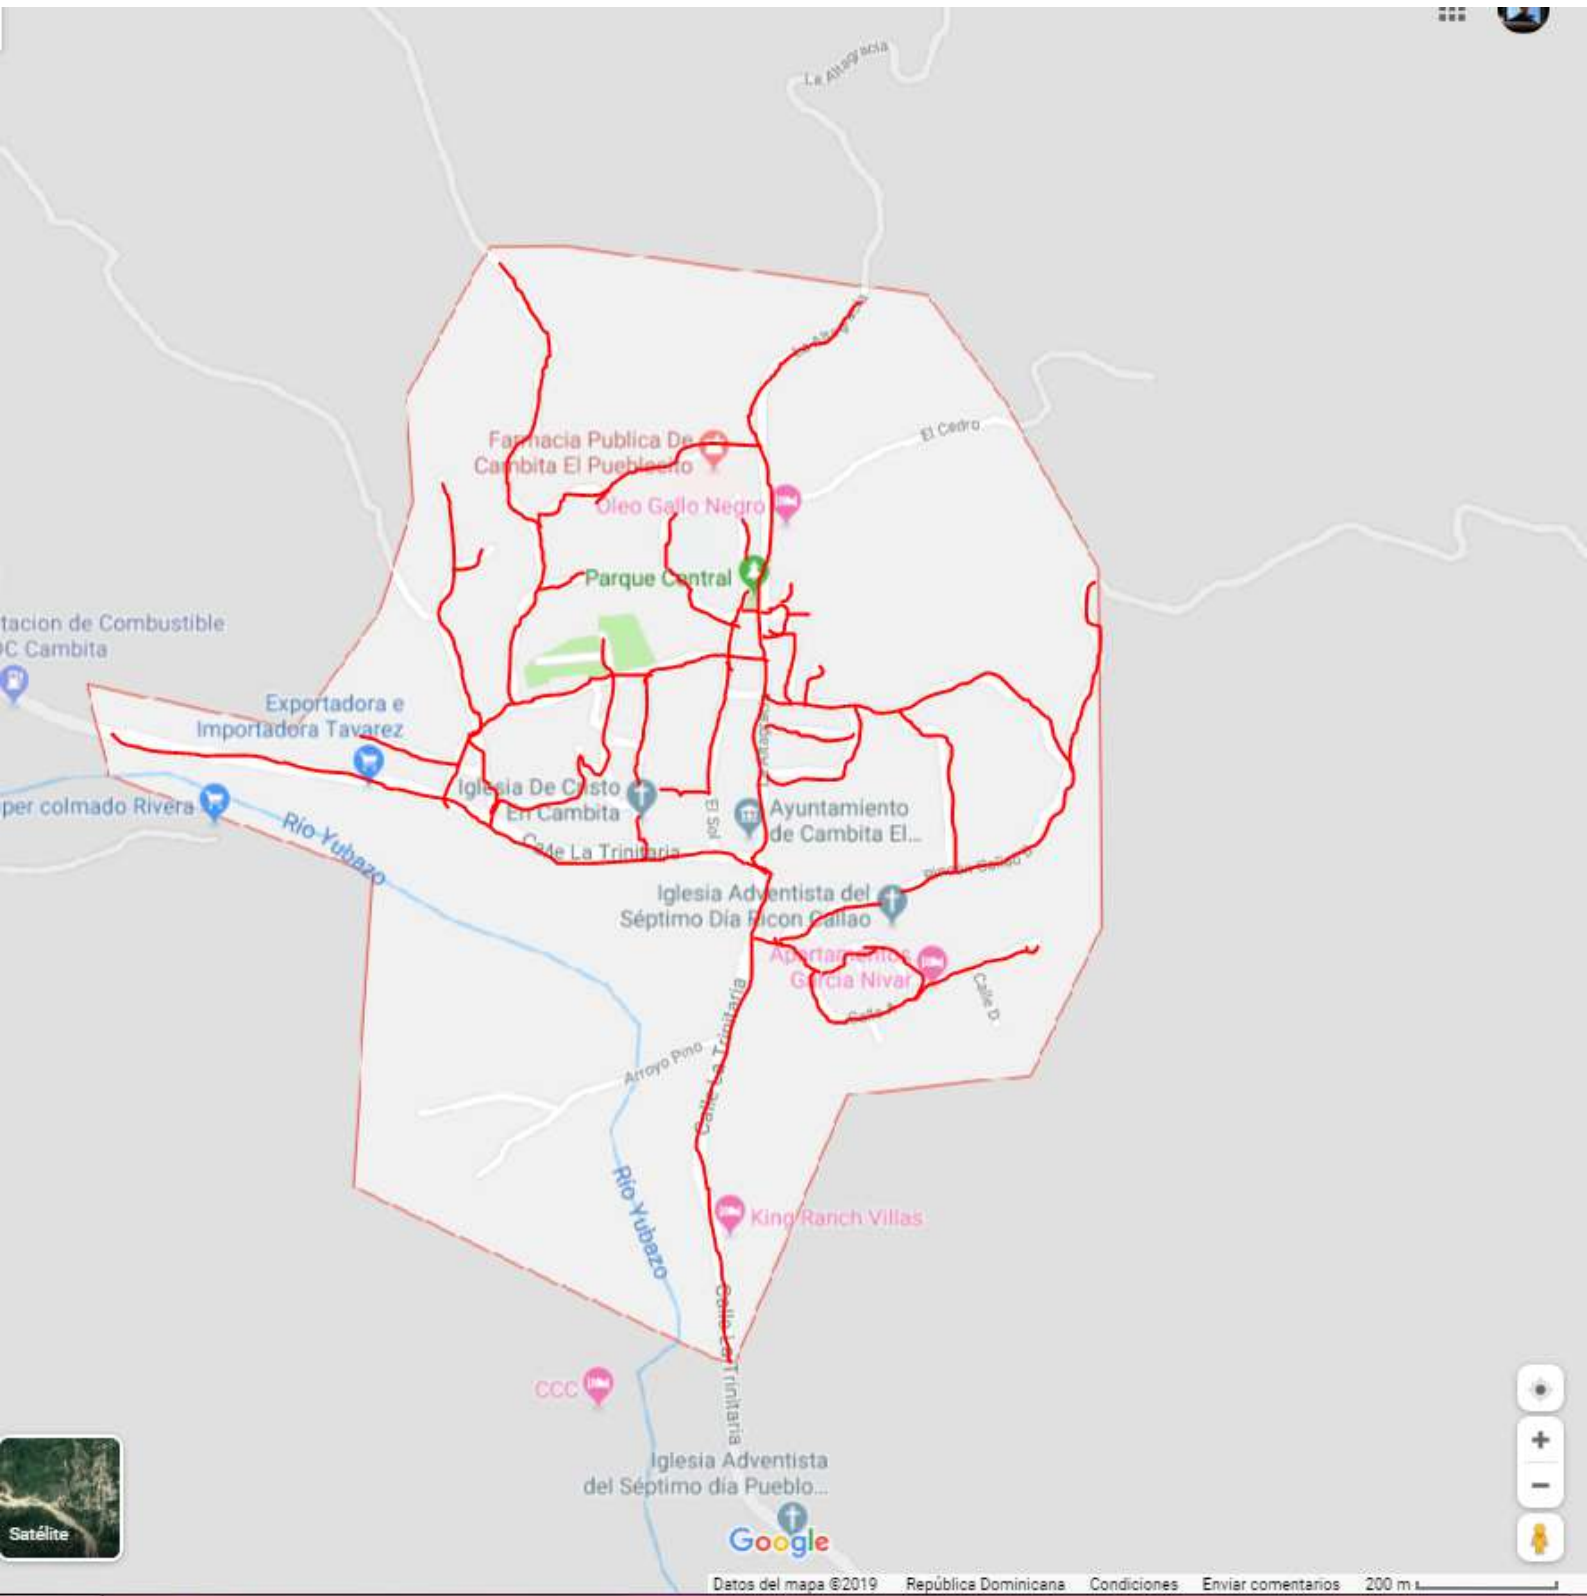 La Altagracia
El Cedro
Farmacia Publica De
Cambita El Pueblecito
Oleo Gallo Negro
Parque Central
tacion de Combustible
C Cambita
Exportadora e
Importadora Tavarez
per colmado Rivera
Río Yubazo
Iglesia De Cristo
En Cambita
El Sol
La Altagracia
Ayuntamiento
de Cambita El...
Calle La Trinitaria
Iglesia Adventista del
Séptimo Día Ricon Callao
Apartamentos
Garcia Nivar
Calle D
Calle La Trinitaria
Arroyo Pino
Río Yubazo
King Ranch Villas
Calle La Trinitaria
CCC
Iglesia Adventista
del Séptimo día Pueblo...
Satélite
Google
Datos del mapa ©2019 República Dominicana Condiciones Enviar comentarios 200 m